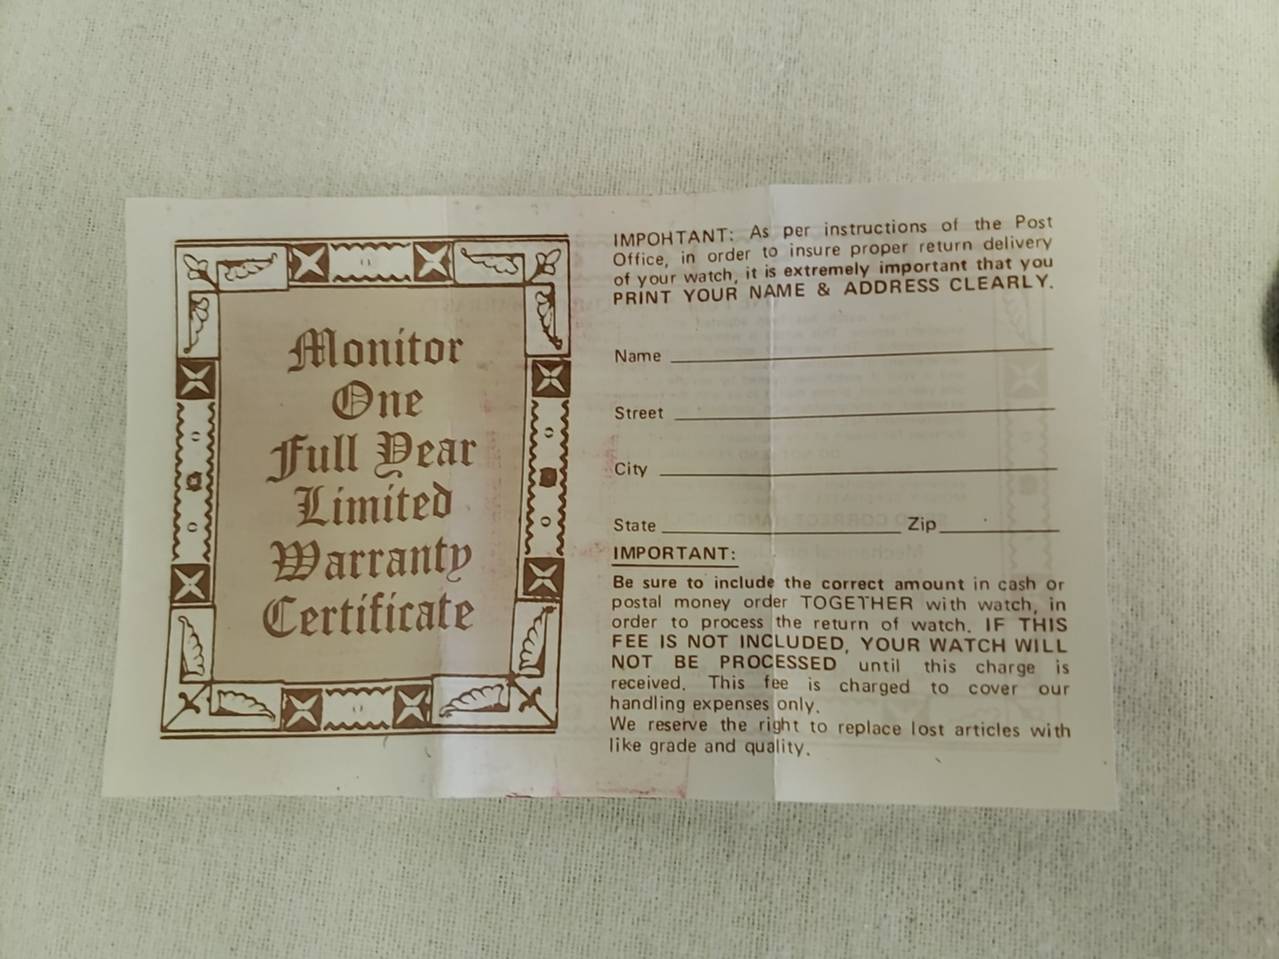 Monitor
One
Full Year
Limited
Warranty
Certificate
IMPOHTANT: As per instructions of the Post
Office, in order to insure proper return delivery
of your watch, it is extremely important that you
PRINT YOUR NAME & ADDRESS CLEARLY.
Name
Street
City
State Zip
IMPORTANT:
Be sure to include the correct amount in cash or
postal money order TOGETHER with watch, in
order to process the return of watch. IF THIS
FEE IS NOT INCLUDED, YOUR WATCH WILL
NOT BE PROCESSED until this charge is
received. This fee is charged to cover our
handling expenses only.
We reserve the right to replace lost articles with
like grade and quality.